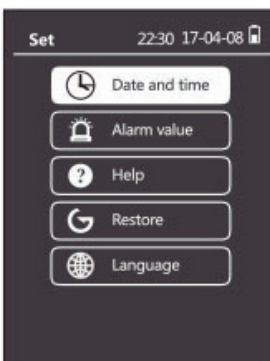 Set 22:30 17-04-08
Date and time
Alarm value
? Help
Restore
Language